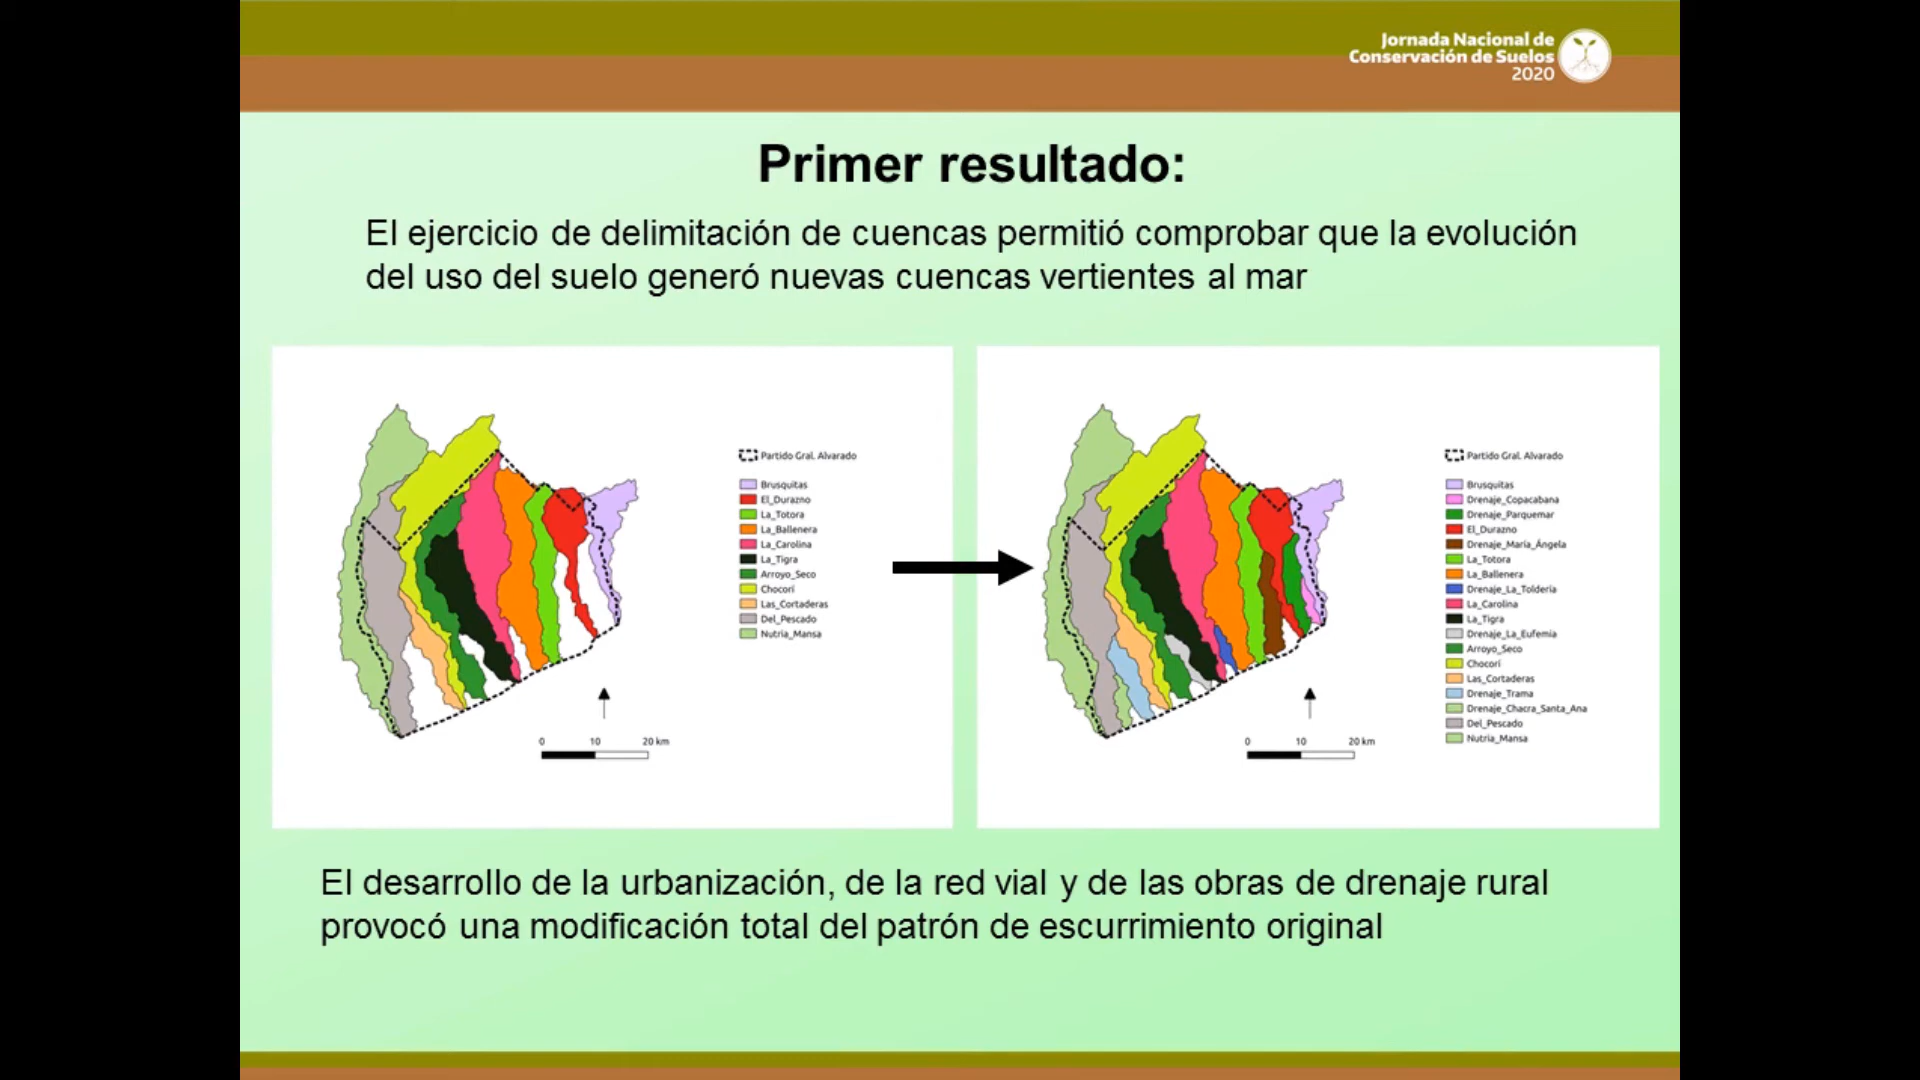 Jornada Nacional de
Conservación de Suelos
2020
Primer resultado:
El ejercicio de delimitación de cuencas permitió comprobar que la evolución
del uso del suelo generó nuevas cuencas vertientes al mar
Partido Gral. Alvarado
Brusquitas
El_Durazno
La_Totora
La_Ballenera
La_Carolina
La_Tigra
Arroyo_Seco
Chocorí
Las_Cortaderas
Del_Pescado
Nutria_Mansa
0 10 20 km
Partido Gral. Alvarado
Brusquitas
Drenaje_Copacabana
Drenaje_Parquemar
El_Durazno
Drenaje_María_Ángela
La_Totora
La_Ballenera
Drenaje_La_Toldería
La_Carolina
La_Tigra
Drenaje_La_Eufemia
Arroyo_Seco
Chocorí
Las_Cortaderas
Drenaje_Trama
Drenaje_Chacra_Santa_Ana
Del_Pescado
Nutria_Mansa
0 10 20 km
El desarrollo de la urbanización, de la red vial y de las obras de drenaje rural
provocó una modificación total del patrón de escurrimiento original